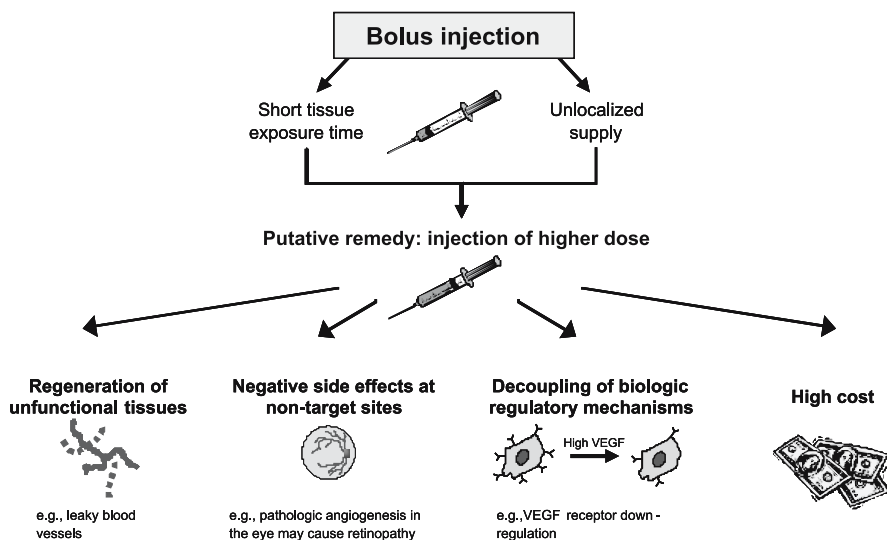 Bolus injection
Short tissue
exposure time
Unlocalized
supply
Putative remedy: injection of higher dose
Regeneration of
unfunctional tissues
e.g., leaky blood
vessels
Negative side effects at
non-target sites
e.g., pathologic angiogenesis in
the eye may cause retinopathy
Decoupling of biologic
regulatory mechanisms
High VEGF
e.g.,VEGF receptor down -
regulation
High cost